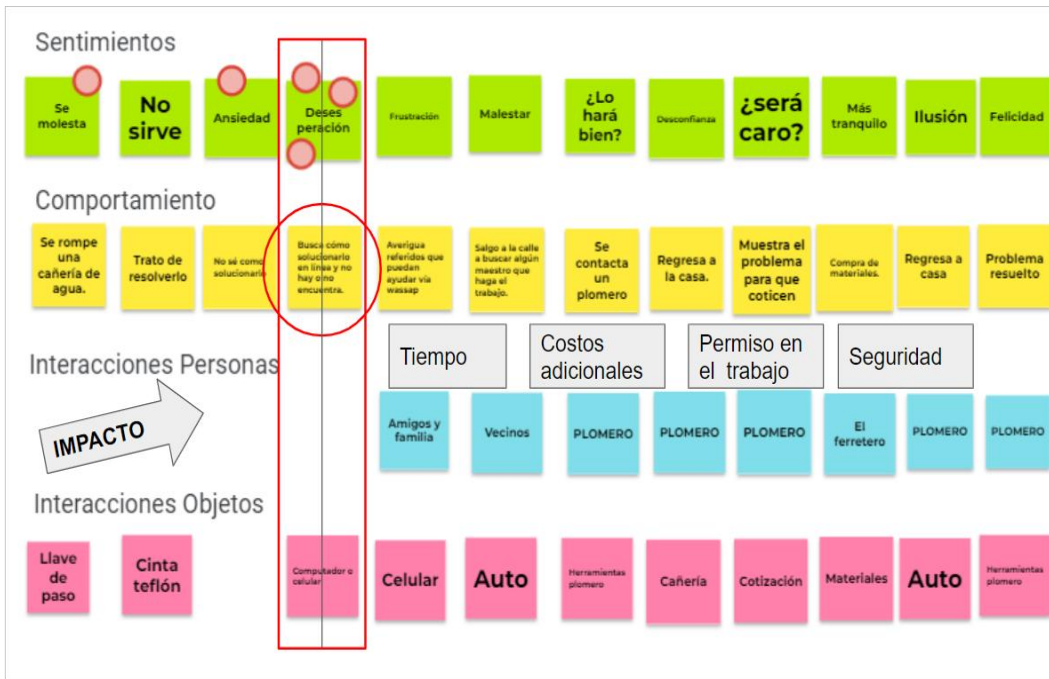 Sentimientos
Se
molesta
No
sirve
Ansiedad
Deses
peración
Frustración
Malestar
¿Lo
hará
bien?
Desconfianza
¿será
caro?
Más
tranquilo
Ilusión
Felicidad
Comportamiento
Se rompe
una
cañería de
agua.
Trato de
resolverlo
No sé como
solucionarlo
Busca cómo
solucionarlo
en línea y no
hay o no
encuentra.
Averigua
referidos que
puedan
ayudar vía
wassap
Salgo a la calle
a buscar algún
maestro que
haga el
trabajo.
Se
contacta
un
plomero
Regresa a
la casa.
Muestra el
problema
para que
coticen
Compra de
materiales.
Regresa a
casa
Problema
resuelto
Interacciones Personas
Tiempo
Costos
adicionales
Permiso en
el trabajo
Seguridad
IMPACTO
Amigos y
familia
Vecinos
PLOMERO
PLOMERO
PLOMERO
El
ferretero
PLOMERO
PLOMERO
Interacciones Objetos
Llave
de
paso
Cinta
teflón
Computador o
celular
Celular
Auto
Herramientas
plomero
Cañería
Cotización
Materiales
Auto
Herramientas
plomero